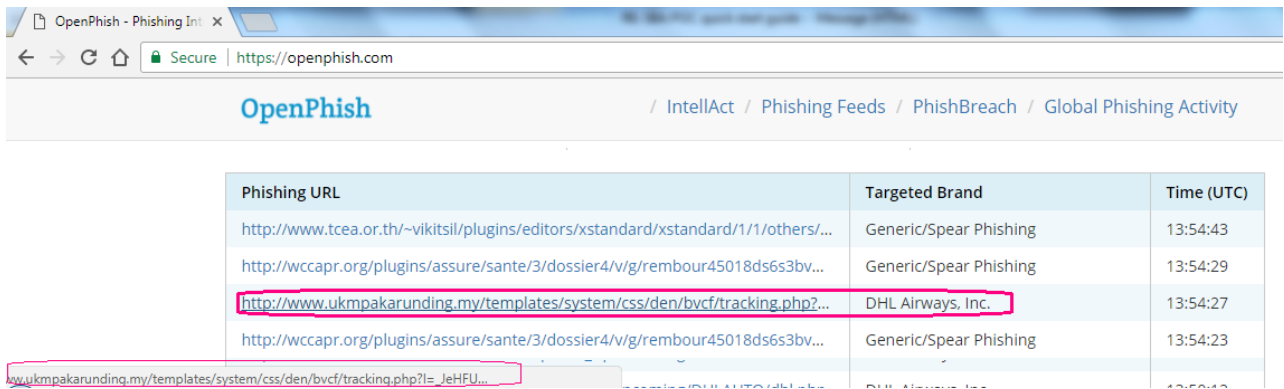 OpenPhish - Phishing Int
Secure https://openphish.com
OpenPhish / IntellAct / Phishing Feeds / PhishBreach / Global Phishing Activity
Phishing URL Targeted Brand Time (UTC)
http://www.tcea.or.th/~vikitsil/plugins/editors/xstandard/xstandard/1/1/others/... Generic/Spear Phishing 13:54:43
http://wccapr.org/plugins/assure/sante/3/dossier4/v/g/rembour45018ds6s3bv... Generic/Spear Phishing 13:54:29
http://www.ukmpakarunding.my/templates/system/css/den/bvcf/tracking.php?... DHL Airways, Inc. 13:54:27
http://wccapr.org/plugins/assure/sante/3/dossier4/v/g/rembour45018ds6s3bv... Generic/Spear Phishing 13:54:23
ww.ukmpakarunding.my/templates/system/css/den/bvcf/tracking.php?l=_JeHFU...